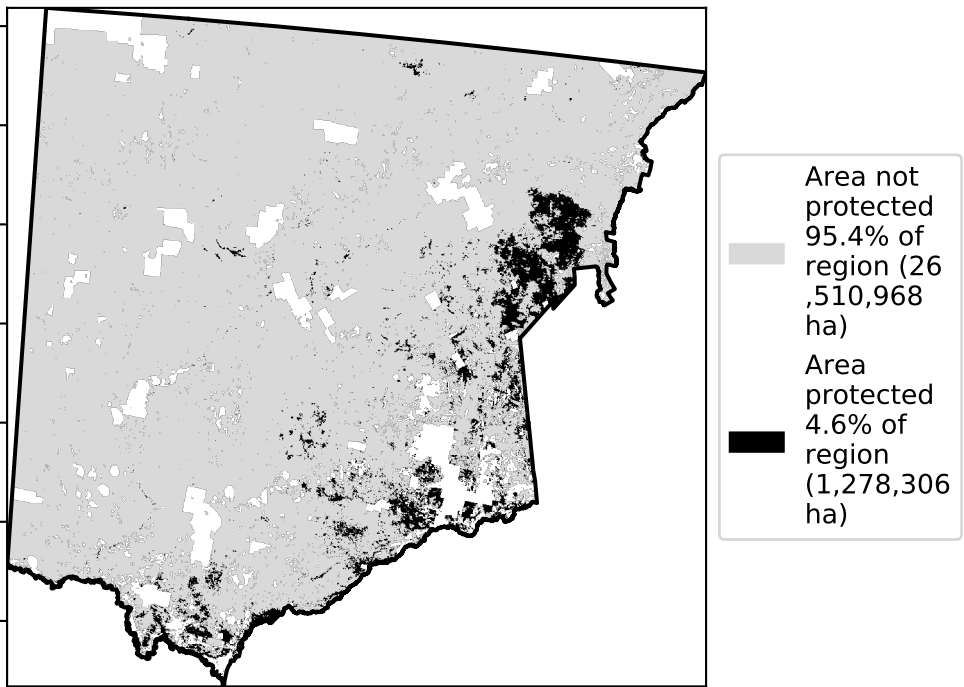 Area not
protected
95.4% of
region (26
,510,968
ha)
Area
protected
4.6% of
region
(1,278,306
ha)